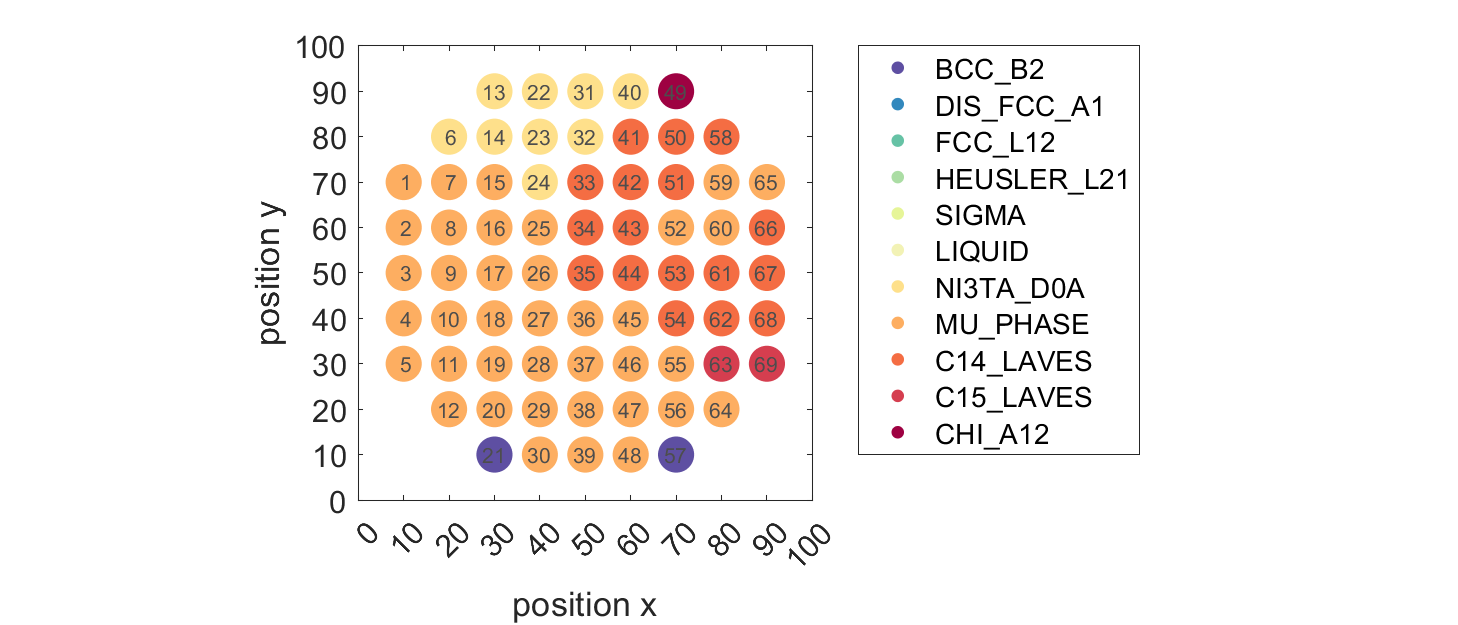 100
90
80
70
60
50
40
30
20
10
0
position y
13 22 31 40 49
6 14 23 32 41 50 58
1 7 15 24 33 42 51 59 65
2 8 16 25 34 43 52 60 66
3 9 17 26 35 44 53 61 67
4 10 18 27 36 45 54 62 68
5 11 19 28 37 46 55 63 69
12 20 29 38 47 56 64
21 30 39 48 57
0 10 20 30 40 50 60 70 80 90 100
position x
BCC_B2
DIS_FCC_A1
FCC_L12
HEUSLER_L21
SIGMA
LIQUID
NI3TA_D0A
MU_PHASE
C14_LAVES
C15_LAVES
CHI_A12